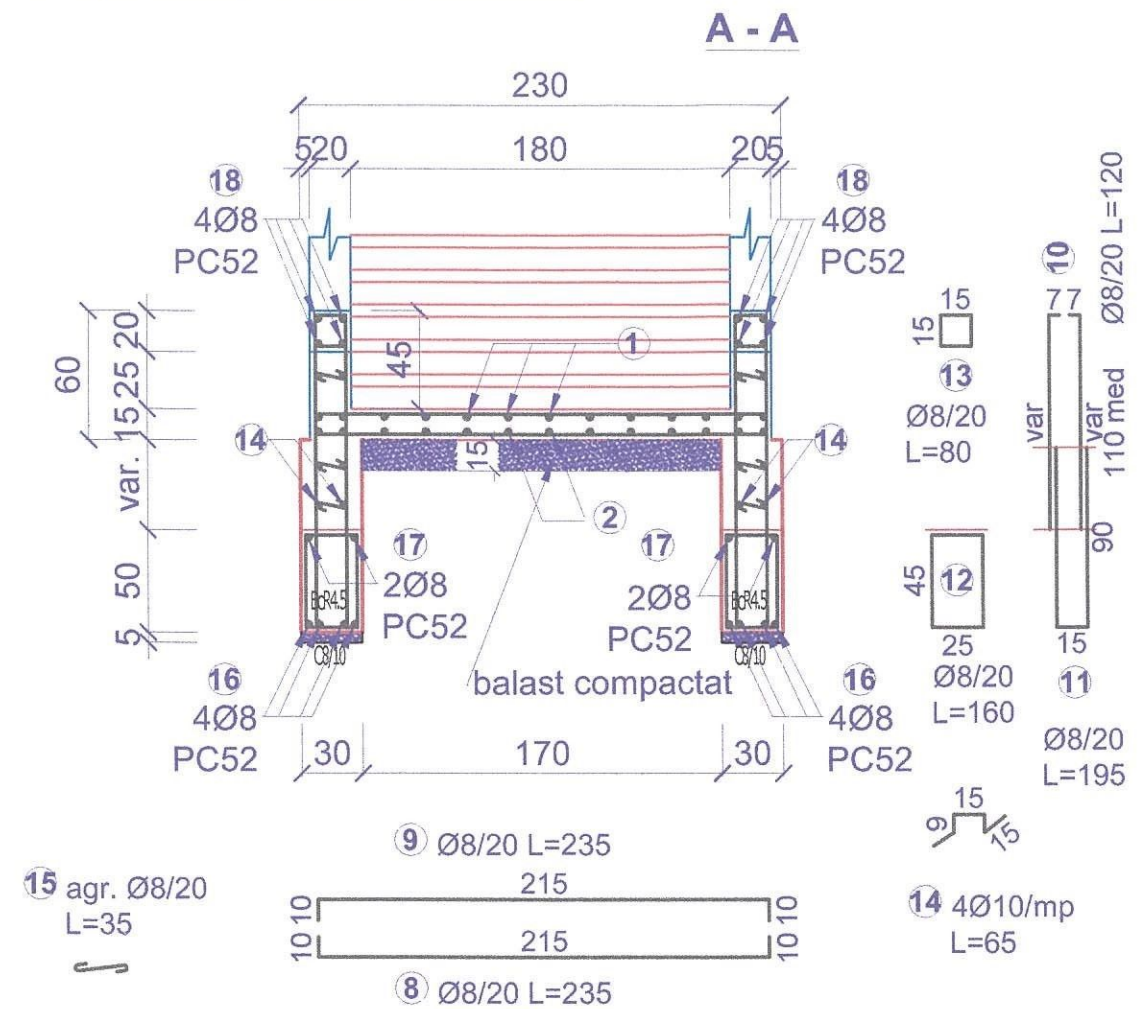 A - A
230
5 20 180 20 5
18
4Ø8
PC52
18
4Ø8
PC52
60
20
25
15
var.
50
5
45
1
14
14
15
2
17
2Ø8
PC52
17
2Ø8
PC52
BcR4.5
BcR4.5
C8/10
C8/10
16
4Ø8
PC52
balast compactat
16
4Ø8
PC52
30 170 30
15
15
13
Ø8/20
L=80
10
Ø8/20 L=120
77
var
var
110 med
90
45
12
25
Ø8/20
L=160
15
11
Ø8/20
L=195
15
9
15
14 4Ø10/mp
L=65
9 Ø8/20 L=235
215
10 10
10 10
215
8 Ø8/20 L=235
15 agr. Ø8/20
L=35